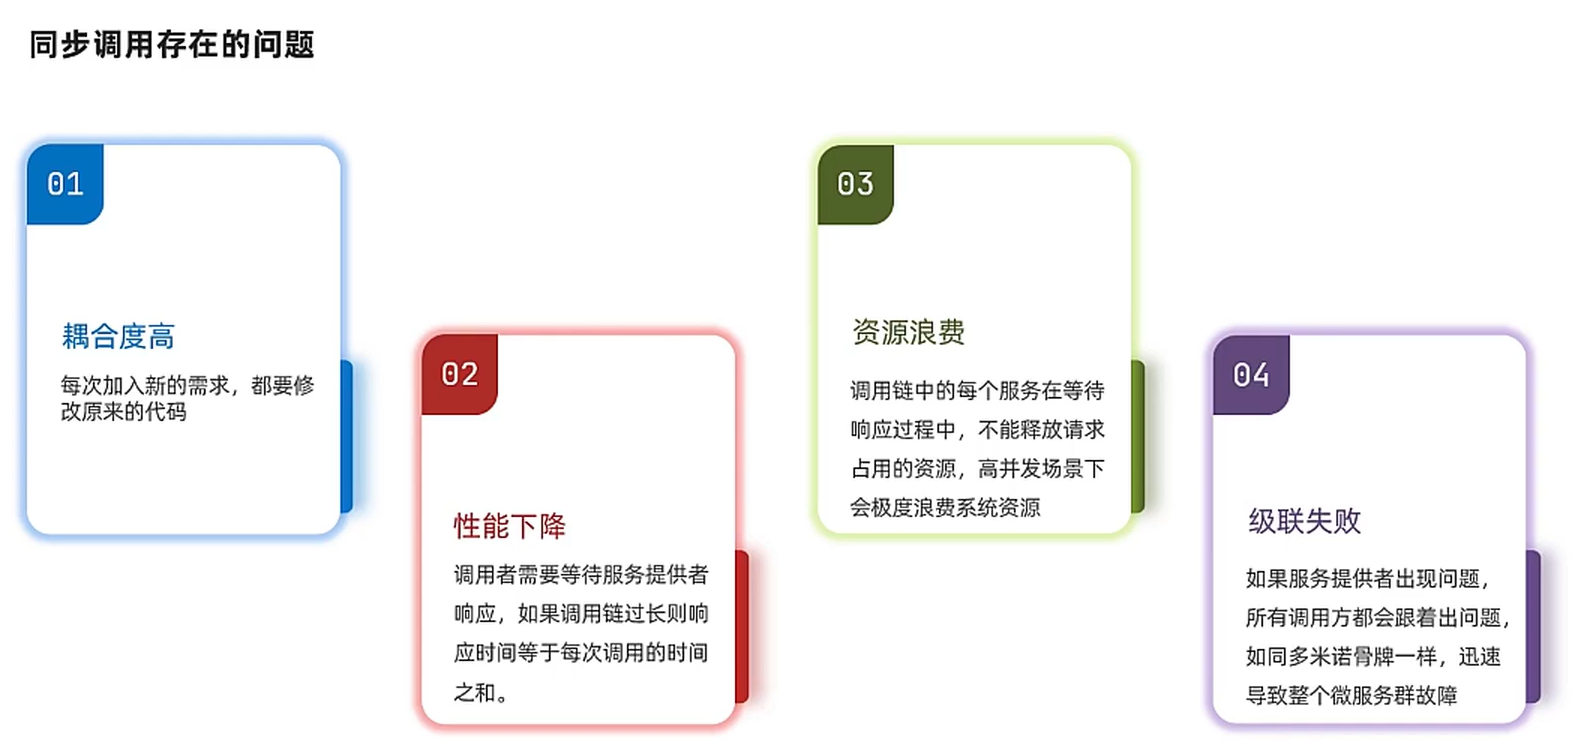 同步调用存在的问题
01
耦合度高
每次加入新的需求，都要修
改原来的代码
02
性能下降
调用者需要等待服务提供者
响应，如果调用链过长则响
应时间等于每次调用的时间
之和。
03
资源浪费
调用链中的每个服务在等待
响应过程中，不能释放请求
占用的资源，高并发场景下
会极度浪费系统资源
04
级联失败
如果服务提供者出现问题，
所有调用方都会跟着出问题，
如同多米诺骨牌一样，迅速
导致整个微服务群故障